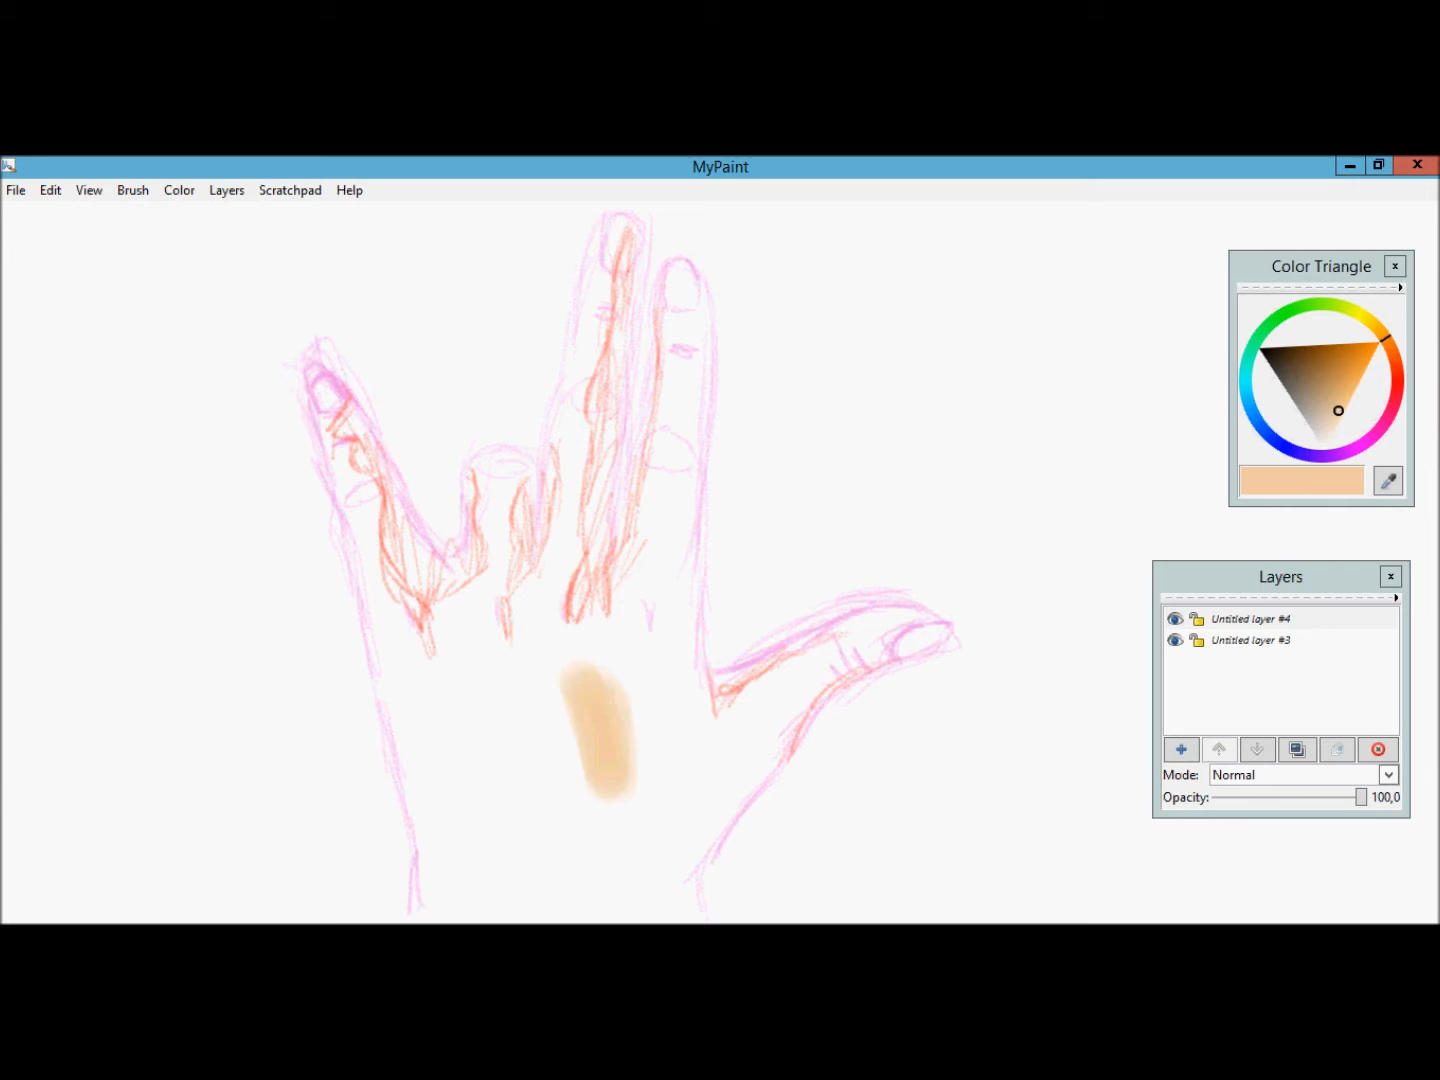 MyPaint
File Edit View Brush Color Layers Scratchpad Help
Color Triangle
Layers
Untitled layer #4
Untitled layer #3
Mode: Normal
Opacity: 100,0